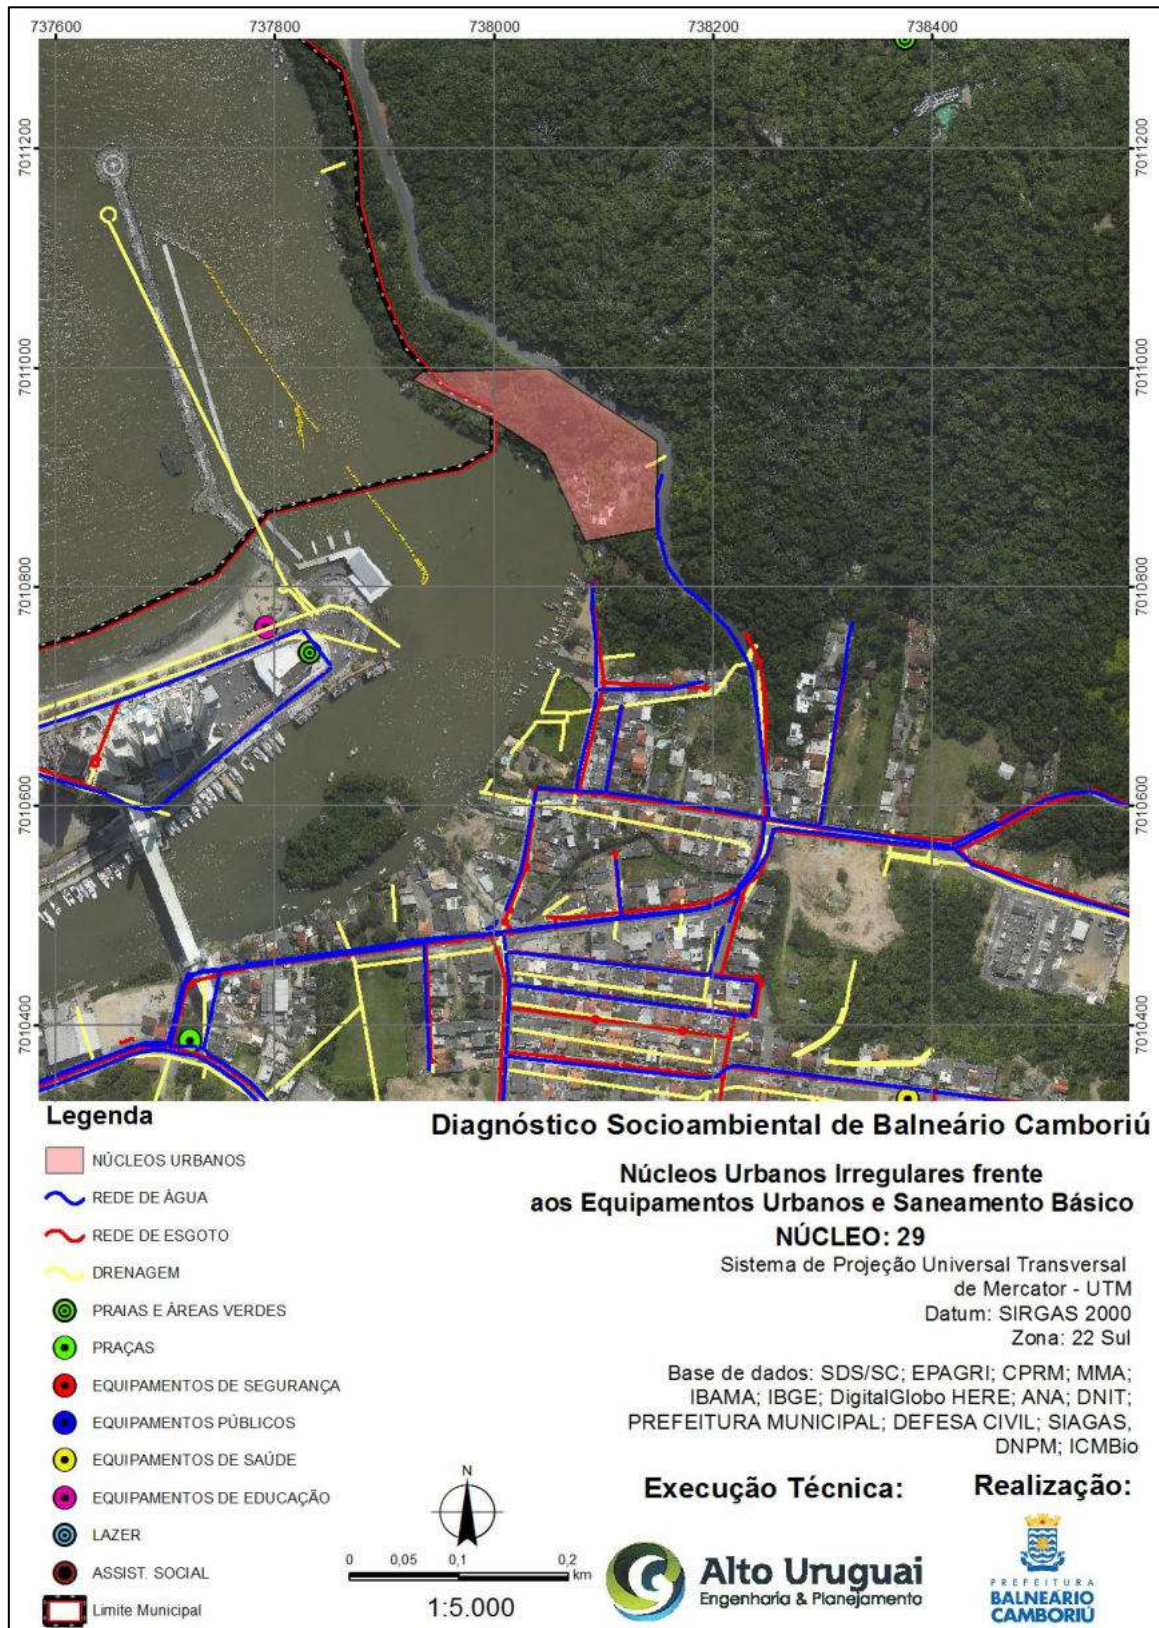 737600 737800 738000 738200 738400
7011200 7011200
7011000 7011000
7010800 7010800
7010600 7010600
7010400 7010400
Legenda
NÚCLEOS URBANOS
REDE DE ÁGUA
REDE DE ESGOTO
DRENAGEM
PRAIAS E ÁREAS VERDES
PRAÇAS
EQUIPAMENTOS DE SEGURANÇA
EQUIPAMENTOS PÚBLICOS
EQUIPAMENTOS DE SAÚDE
EQUIPAMENTOS DE EDUCAÇÃO
LAZER
ASSIST. SOCIAL
Limite Municipal
N
0 0,05 0,1 0,2
km
1:5.000
Diagnóstico Socioambiental de Balneário Camboriú
Núcleos Urbanos Irregulares frente
aos Equipamentos Urbanos e Saneamento Básico
NÚCLEO: 29
Sistema de Projeção Universal Transversal
de Mercator - UTM
Datum: SIRGAS 2000
Zona: 22 Sul
Base de dados: SDS/SC; EPAGRI; CPRM; MMA;
IBAMA; IBGE; DigitalGlobo HERE; ANA; DNIT;
PREFEITURA MUNICIPAL; DEFESA CIVIL; SIAGAS,
DNPM; ICMBio
Execução Técnica:
Alto Uruguai
Engenharia & Planejamento
Realização:
PREFEITURA
BALNEÁRIO
CAMBORIÚ